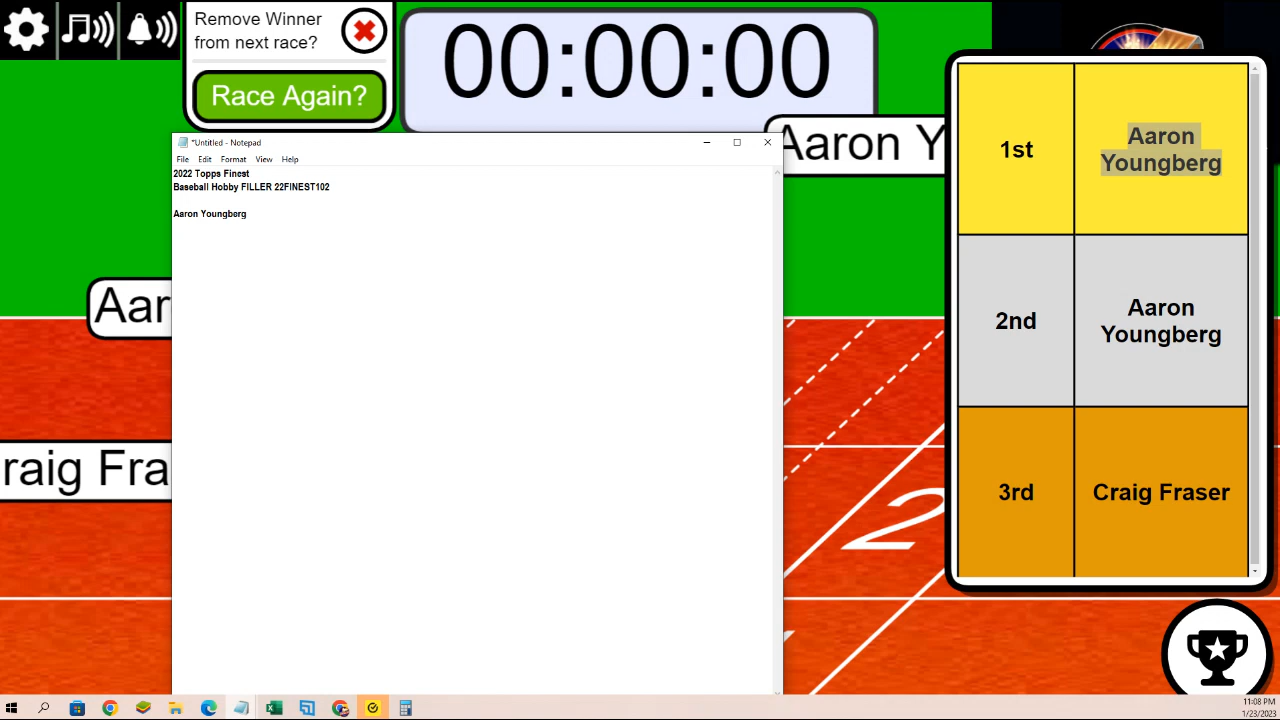 Remove Winner
from next race?
Race Again?
00:00:00
Aaron Y
*Untitled - Notepad
File Edit Format View Help
2022 Topps Finest
Baseball Hobby FILLER 22FINEST102
Aaron Youngberg
Aar
raig Fra
2
1st
Aaron
Youngberg
2nd
Aaron
Youngberg
3rd
Craig Fraser
11:08 PM
1/23/2023